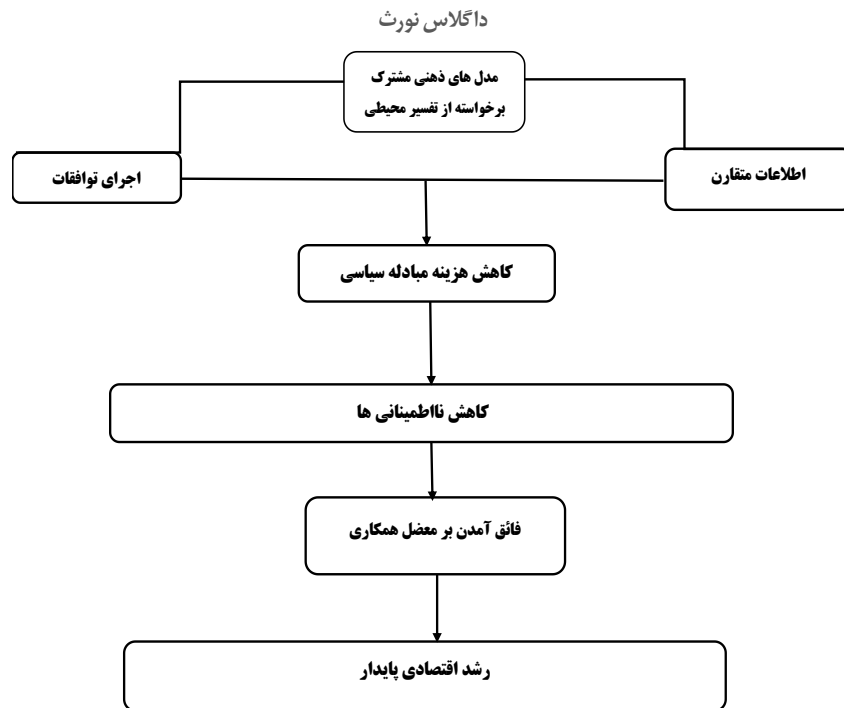 داگلاس نورث
مدل های ذهنی مشترک
برخواسته از تفسیر محیطی
اطلاعات متقارن
اجرای توافقات
کاهش هزینه مبادله سیاسی
کاهش نااطمینانی ها
فائق آمدن بر معضل همکاری
رشد اقتصادی پایدار